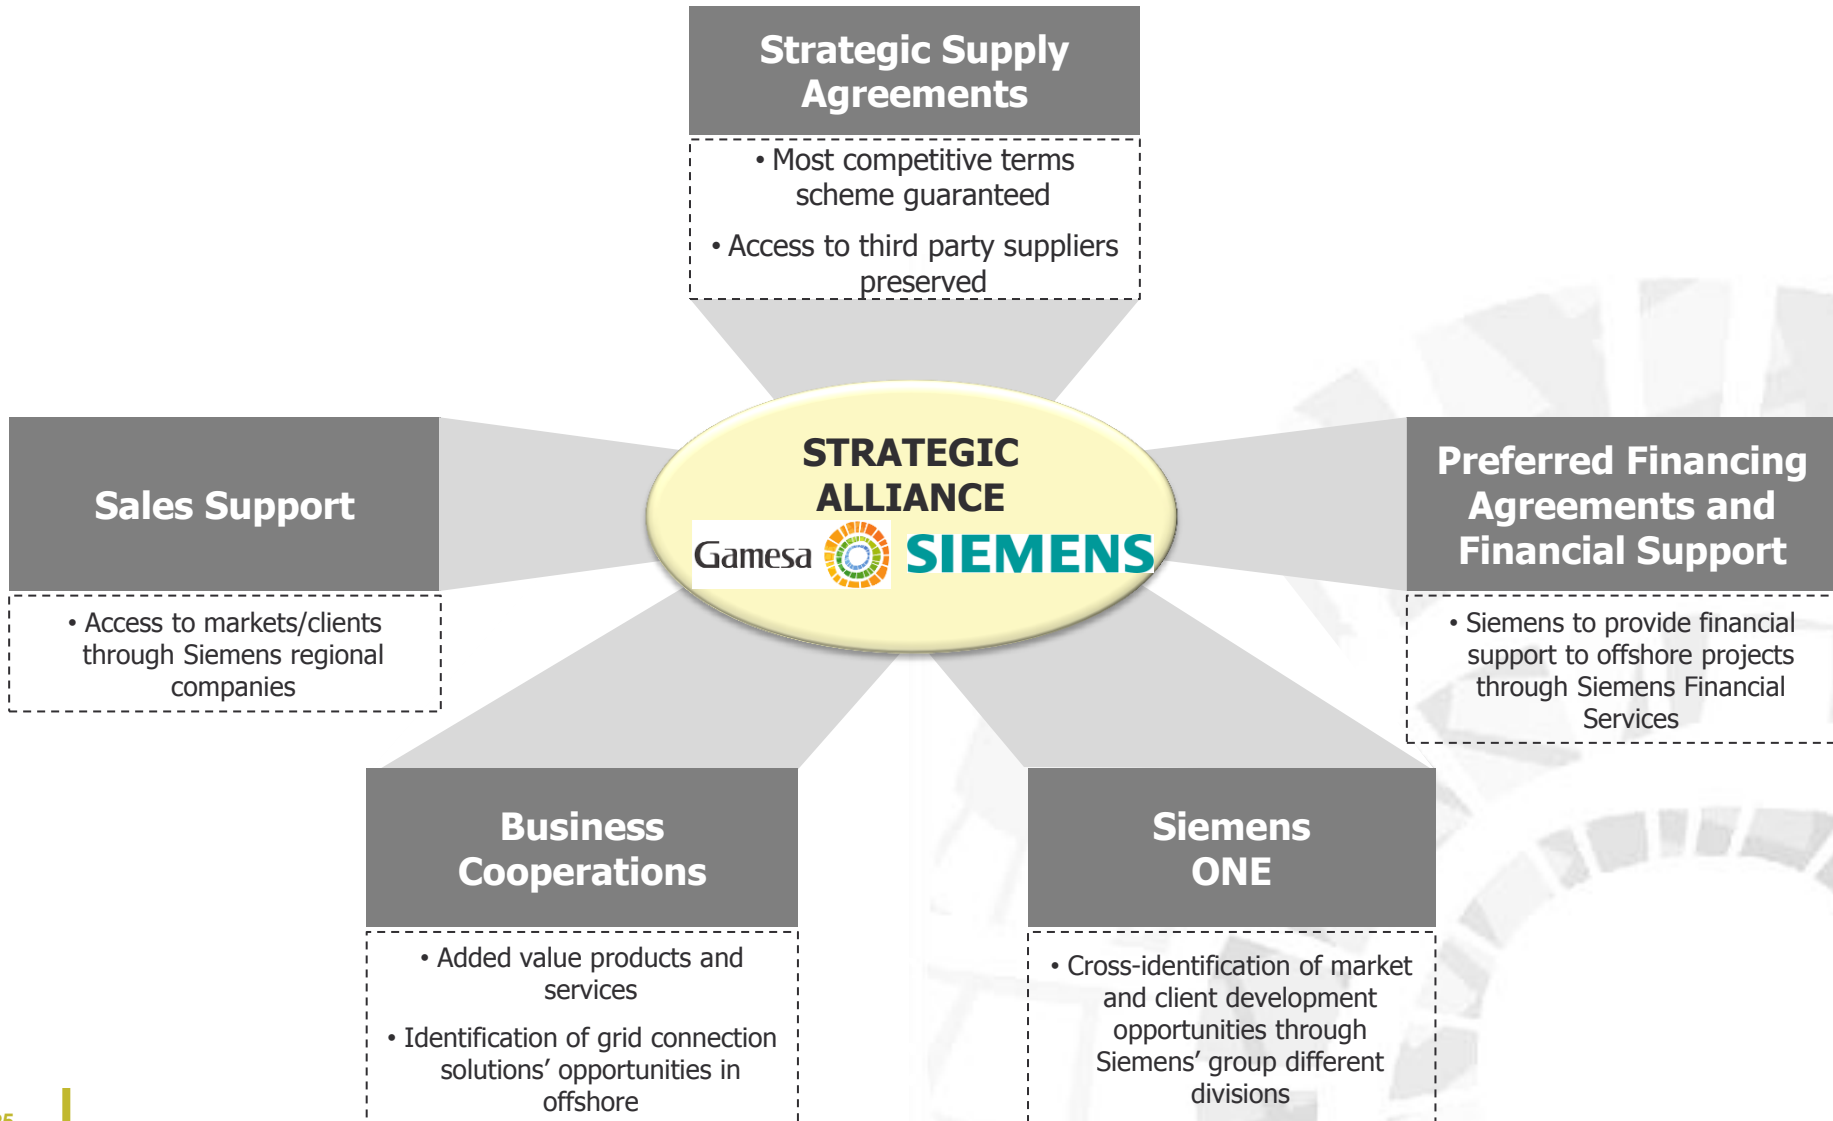 Strategic Supply
Agreements
• Most competitive terms
scheme guaranteed
• Access to third party suppliers
preserved
STRATEGIC
ALLIANCE
Gamesa
SIEMENS
Sales Support
• Access to markets/clients
through Siemens regional
companies
Preferred Financing
Agreements and
Financial Support
• Siemens to provide financial
support to offshore projects
through Siemens Financial
Services
Business
Cooperations
• Added value products and
services
• Identification of grid connection
solutions’ opportunities in
offshore
Siemens
ONE
• Cross-identification of market
and client development
opportunities through
Siemens’ group different
divisions